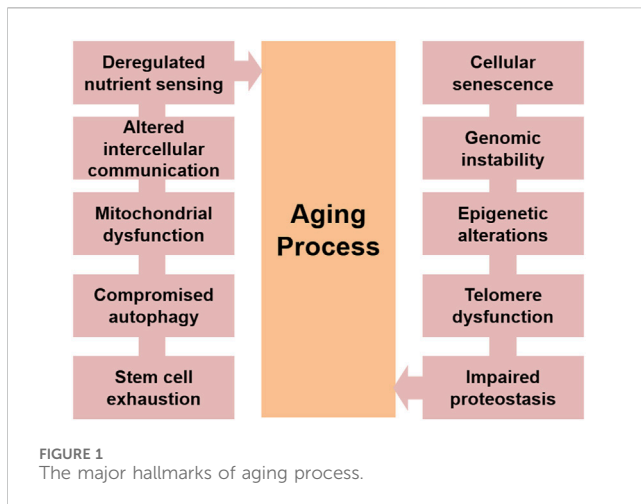 Deregulated
nutrient sensing
Altered
intercellular
communication
Mitochondrial
dysfunction
Compromised
autophagy
Stem cell
exhaustion
Aging
Process
Cellular
senescence
Genomic
instability
Epigenetic
alterations
Telomere
dysfunction
Impaired
proteostasis
FIGURE 1
The major hallmarks of aging process.